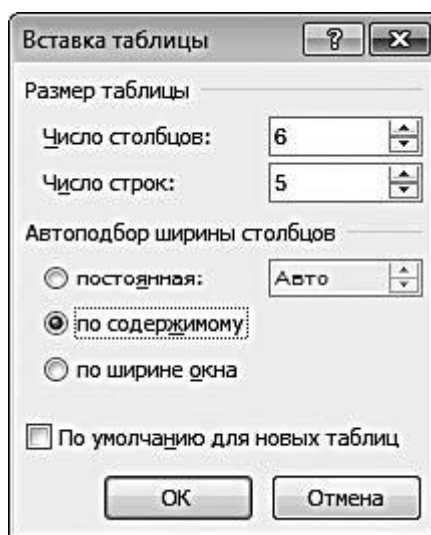 Вставка таблицы ?
Размер таблицы
Число столбцов: 6
Число строк: 5
Автоподбор ширины столбцов
постоянная: Авто
по содержимому
по ширине окна
По умолчанию для новых таблиц
ОК Отмена